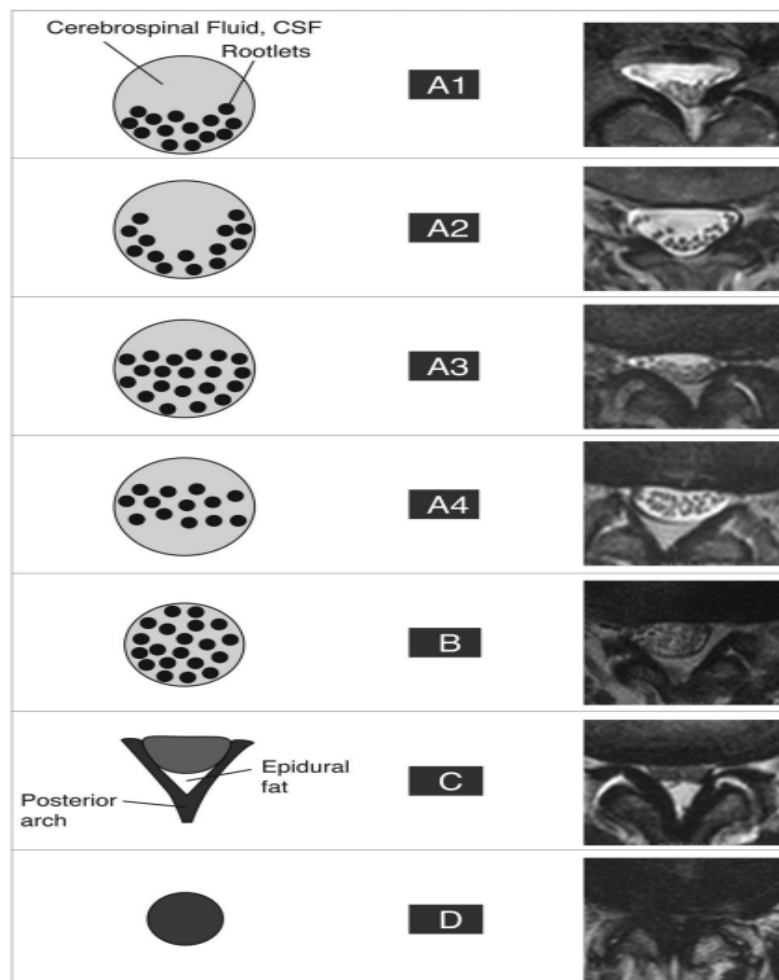 Cerebrospinal Fluid, CSF
Rootlets
A1
A2
A3
A4
B
Epidural
fat
Posterior
arch
C
D